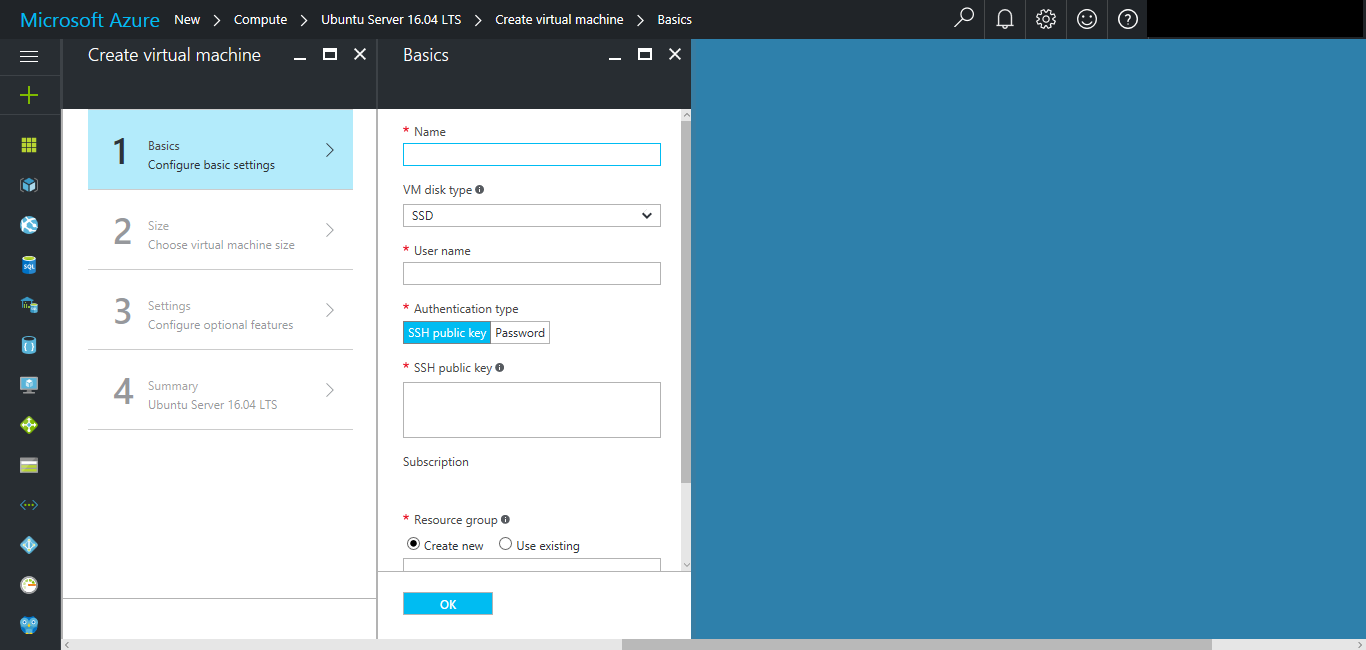 Microsoft Azure New Compute Ubuntu Server 16.04 LTS Create virtual machine Basics
Create virtual machine
1
Basics
Configure basic settings
2
Size
Choose virtual machine size
3
Settings
Configure optional features
4
Summary
Ubuntu Server 16.04 LTS
Basics
* Name
VM disk type
SSD
* User name
* Authentication type
SSH public key Password
* SSH public key
Subscription
* Resource group
Create new Use existing
OK
SQL